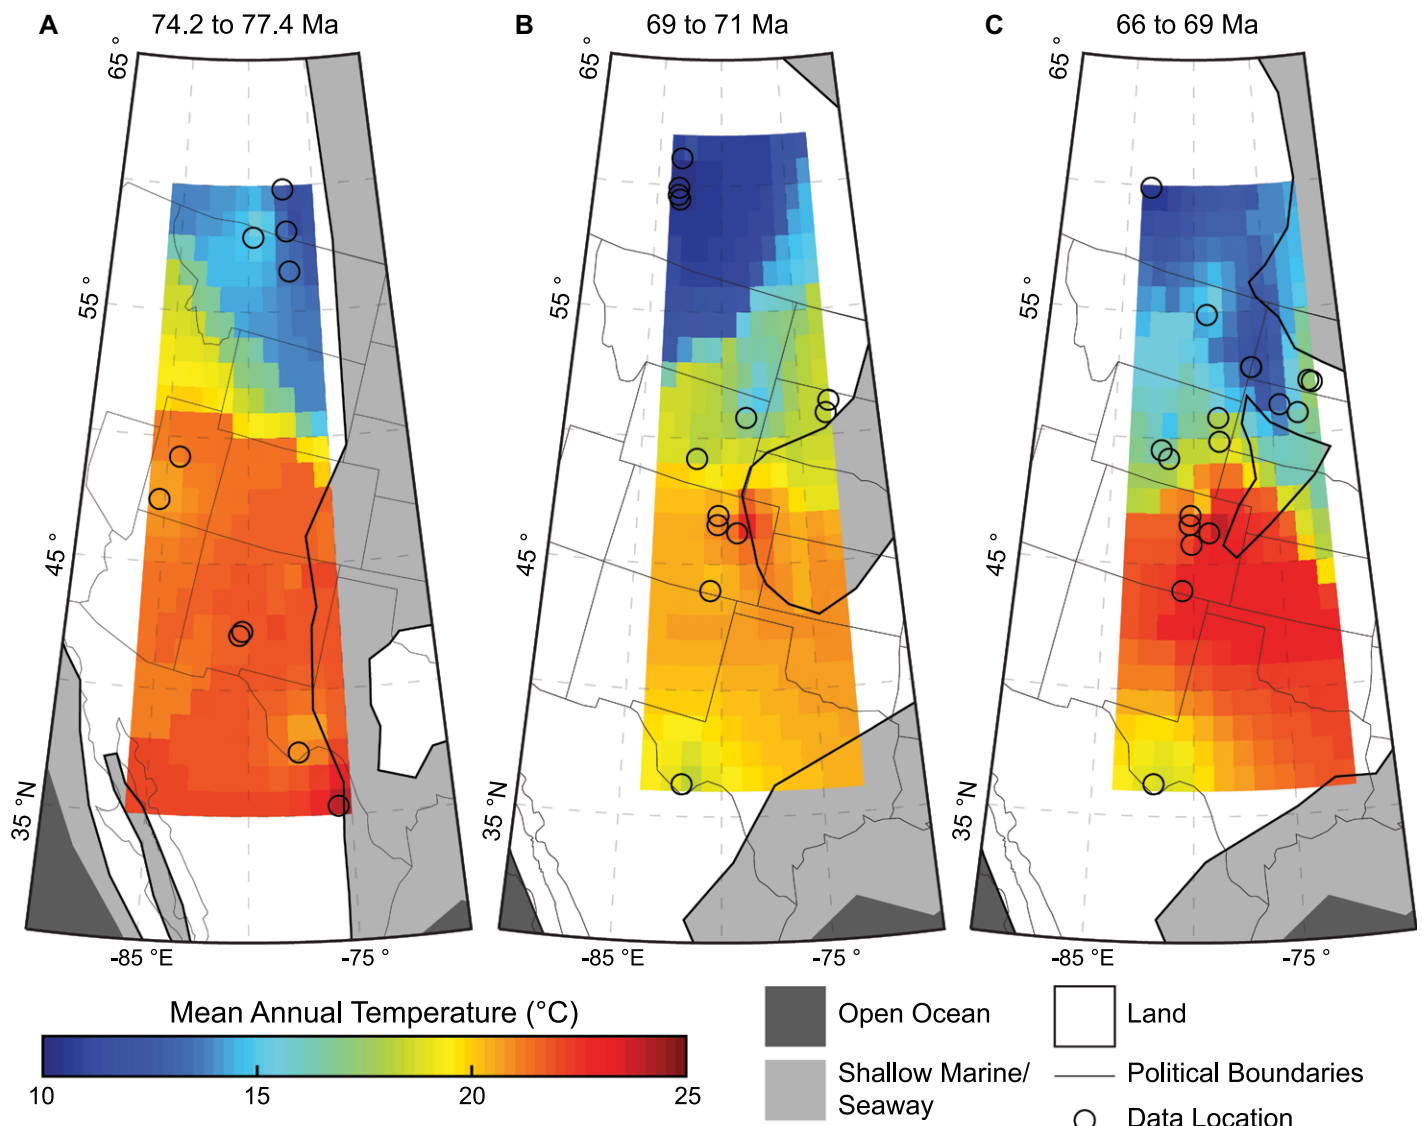 A 74.2 to 77.4 Ma
B 69 to 71 Ma
C 66 to 69 Ma
65 °
55 °
45 °
35 °N
-85 °E
-75 °
65 °
55 °
45 °
35 °N
-85 °E
-75 °
65 °
55 °
45 °
35 °N
-85 °E
-75 °
Mean Annual Temperature (°C)
10 15 20 25
Open Ocean
Shallow Marine/
Seaway
Land
Political Boundaries
Data Location